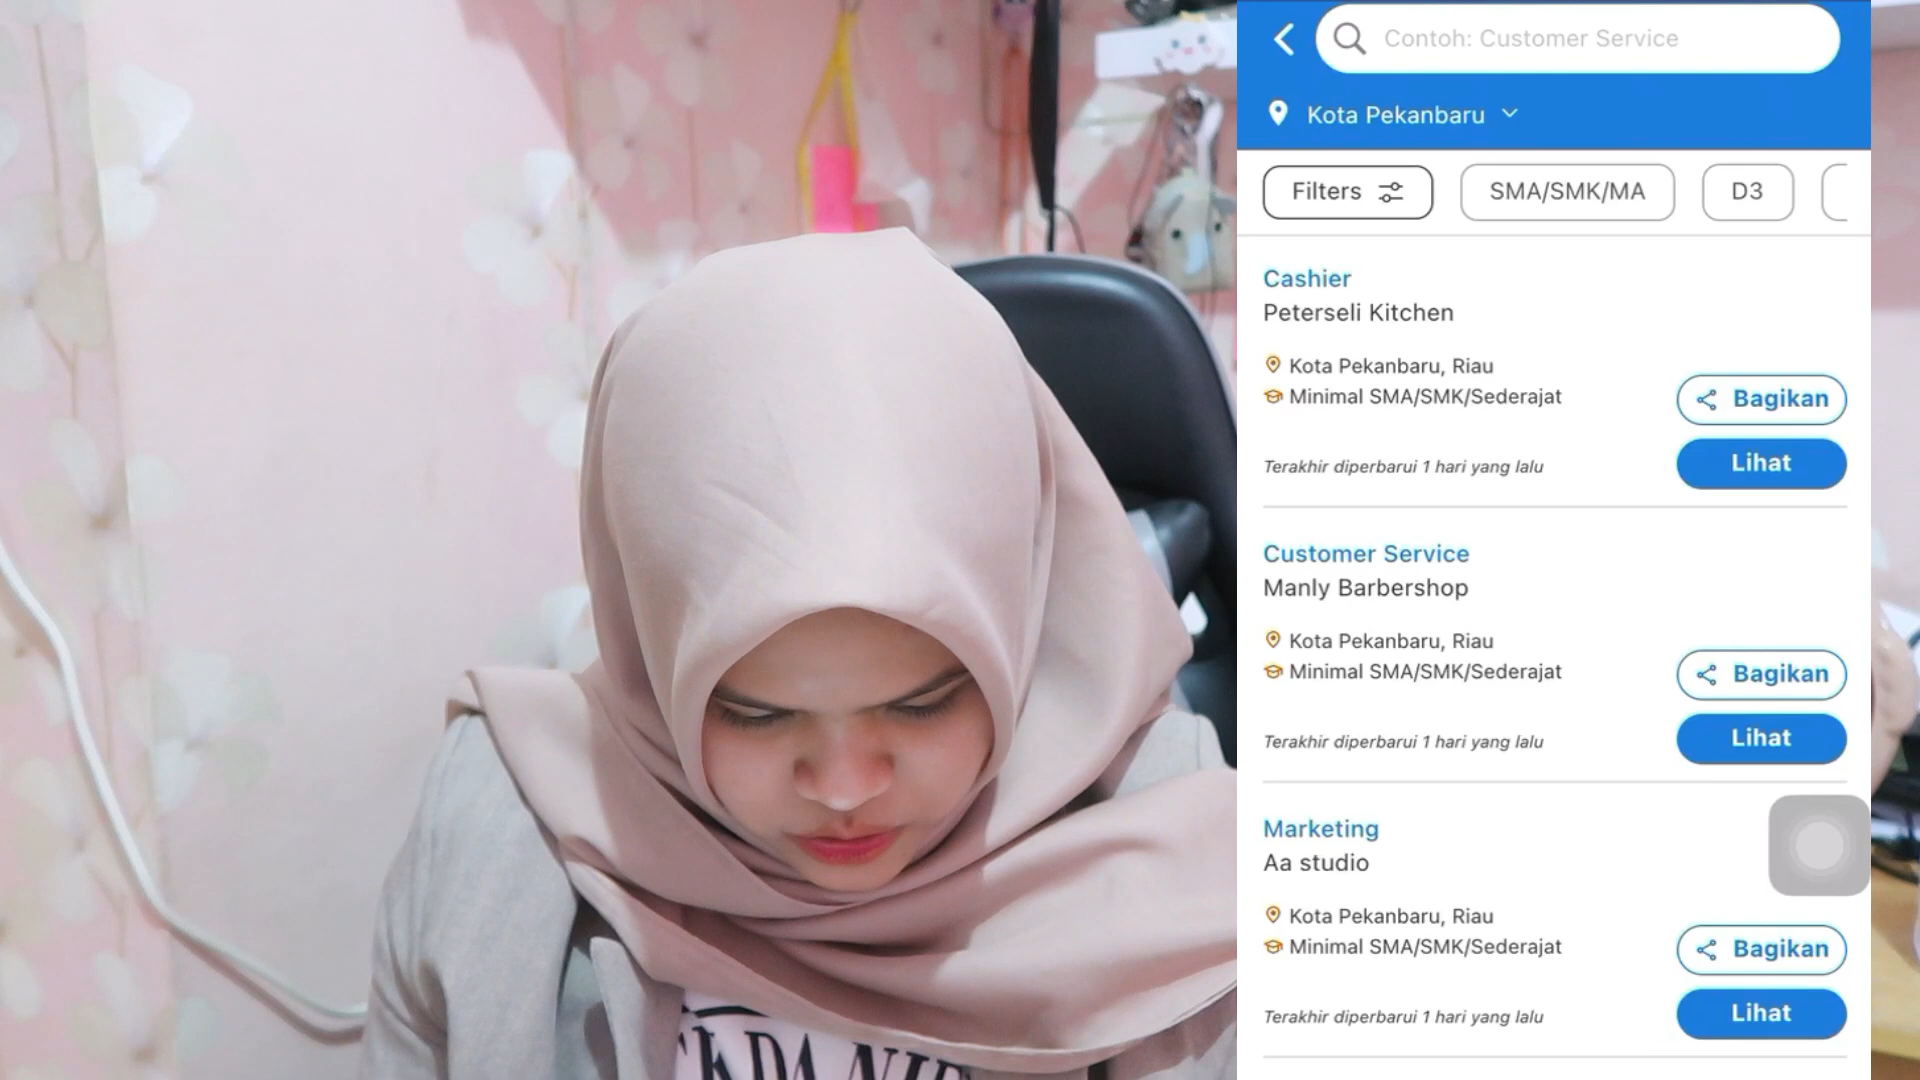 Contoh: Customer Service
Kota Pekanbaru
Filters
SMA/SMK/MA
D3
Cashier
Peterseli Kitchen
Kota Pekanbaru, Riau
Minimal SMA/SMK/Sederajat
Bagikan
Terakhir diperbarui 1 hari yang lalu
Lihat
Customer Service
Manly Barbershop
Kota Pekanbaru, Riau
Minimal SMA/SMK/Sederajat
Bagikan
Terakhir diperbarui 1 hari yang lalu
Lihat
Marketing
Aa studio
Kota Pekanbaru, Riau
Minimal SMA/SMK/Sederajat
Bagikan
Terakhir diperbarui 1 hari yang lalu
Lihat